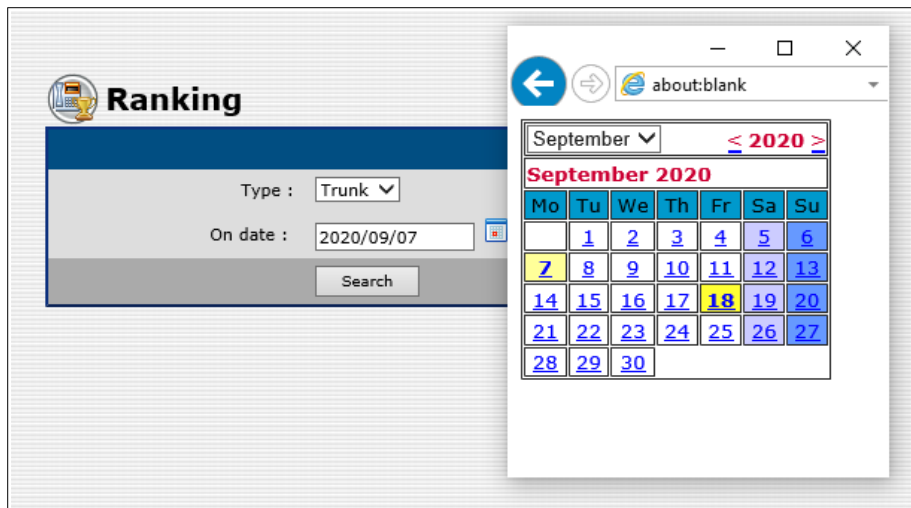 Ranking
Type :
Trunk
On date :
2020/09/07
Search
about:blank
September
< 2020 >
September 2020
Mo Tu We Th Fr Sa Su
1 2 3 4 5 6
7 8 9 10 11 12 13
14 15 16 17 18 19 20
21 22 23 24 25 26 27
28 29 30